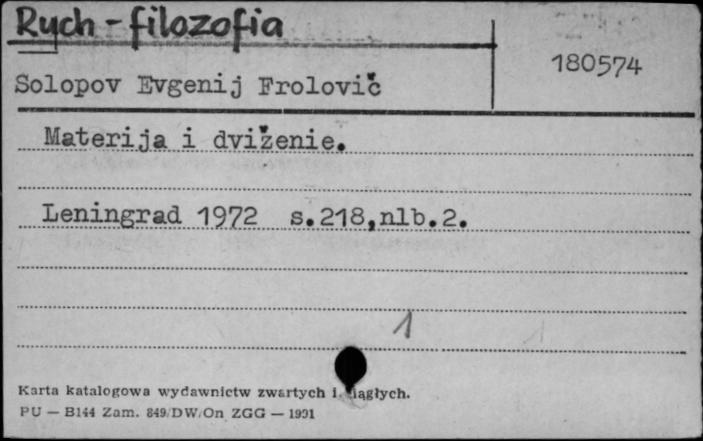 Ruch - filozofia
180574
Solopov Evgenij Frolovič
Materija i dviženie.
Leningrad 1972 s.218,nlb.2.
1
Karta katalogowa wydawnictw zwartych i ciągłych.
PU — B144 Zam. 849/DW/On ZGG — 1991